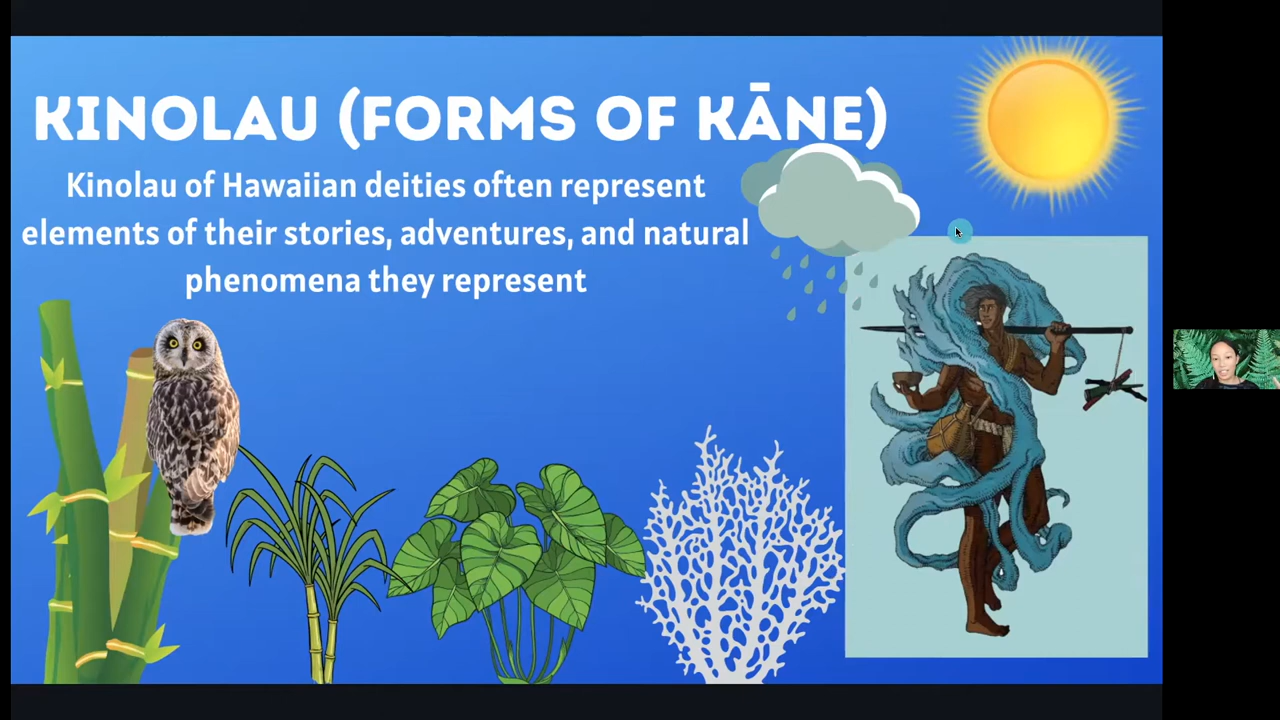 KINOLAU (FORMS OF KĀNE)
Kinolau of Hawaiian deities often represent
elements of their stories, adventures, and natural
phenomena they represent